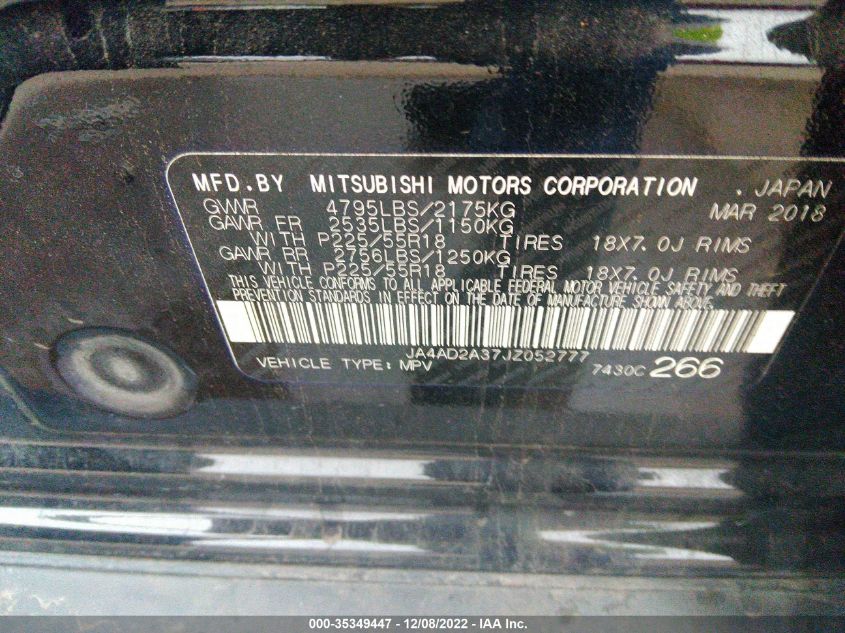 MFD.BY MITSUBISHI MOTORS CORPORATION . JAPAN
GVWR 4795LBS/2175KG MAR 2018
GAWR FR 2535LBS/1150KG
WITH P225/55R18 TIRES 18X7.0J RIMS
GAWR RR 2756LBS/1250KG
WITH P225/55R18 TIRES 18X7.0J RIMS
THIS VEHICLE CONFORMS TO ALL APPLICABLE FEDERAL MOTOR VEHICLE SAFETY AND THEFT
PREVENTION STANDARDS IN EFFECT ON THE DATE OF MANUFACTURE SHOWN ABOVE.
JA4AD2A37JZ052777
VEHICLE TYPE: MPV 7430C 266
000-35349447 - 12/08/2022 - IAA Inc.